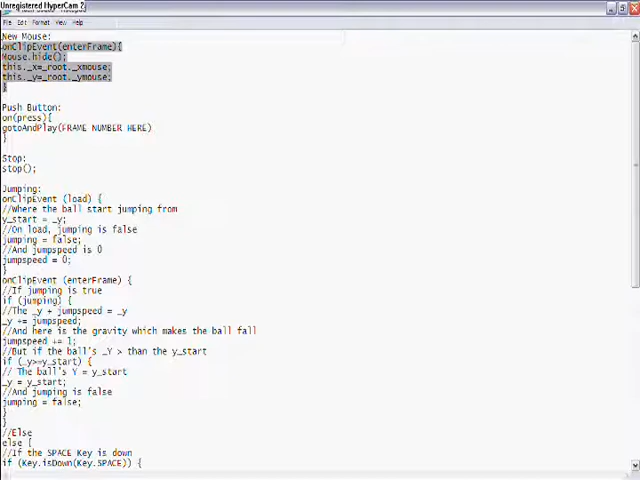 Unregistered HyperCam 2
File Edit Format View Help
New Mouse:
onClipEvent(enterFrame){
Mouse.hide();
this._x=_root._xmouse;
this._y=_root._ymouse;
}
Push Button:
on(press){
gotoAndPlay(FRAME NUMBER HERE)
}
Stop:
stop();
Jumping:
onClipEvent (load) {
//Where the ball start jumping from
y_start = _y;
//On load, jumping is false
jumping = false;
//And jumpspeed is 0
jumpspeed = 0;
}
onClipEvent (enterFrame) {
//If jumping is true
if (jumping) {
//The _y + jumpspeed = _y
_y += jumpspeed;
//And here is the gravity which makes the ball fall
jumpspeed += 1;
//But if the ball's _Y > than the y_start
if (_y>=y_start) {
// The ball's Y = y_start
_y = y_start;
//And jumping is false
jumping = false;
}
}
//Else
else {
//If the SPACE Key is down
if (Key.isDown(Key.SPACE)) {